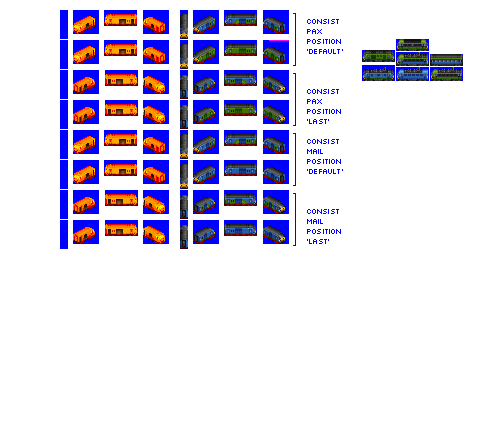 CONSIST
PAX
POSITION
'DEFAULT'
CONSIST
PAX
POSITION
'LAST'
CONSIST
MAIL
POSITION
'DEFAULT'
CONSIST
MAIL
POSITION
'LAST'